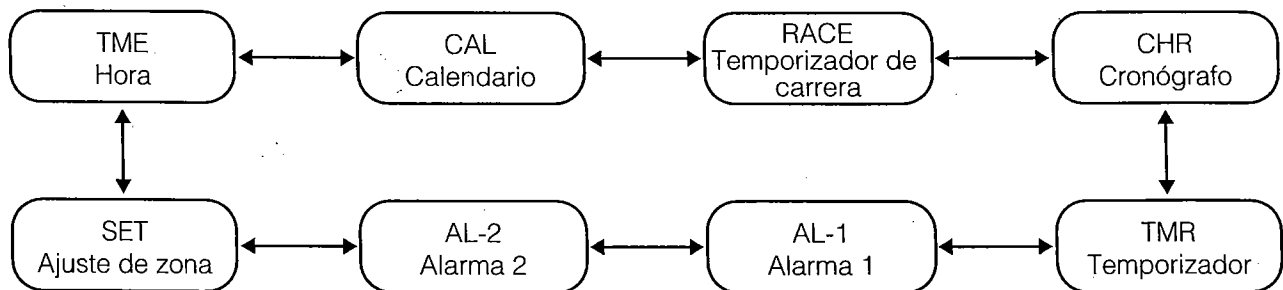 TME
Hora
CAL
Calendario
RACE
Temporizador de
carrera
CHR
Cronógrafo
SET
Ajuste de zona
AL-2
Alarma 2
AL-1
Alarma 1
TMR
Temporizador